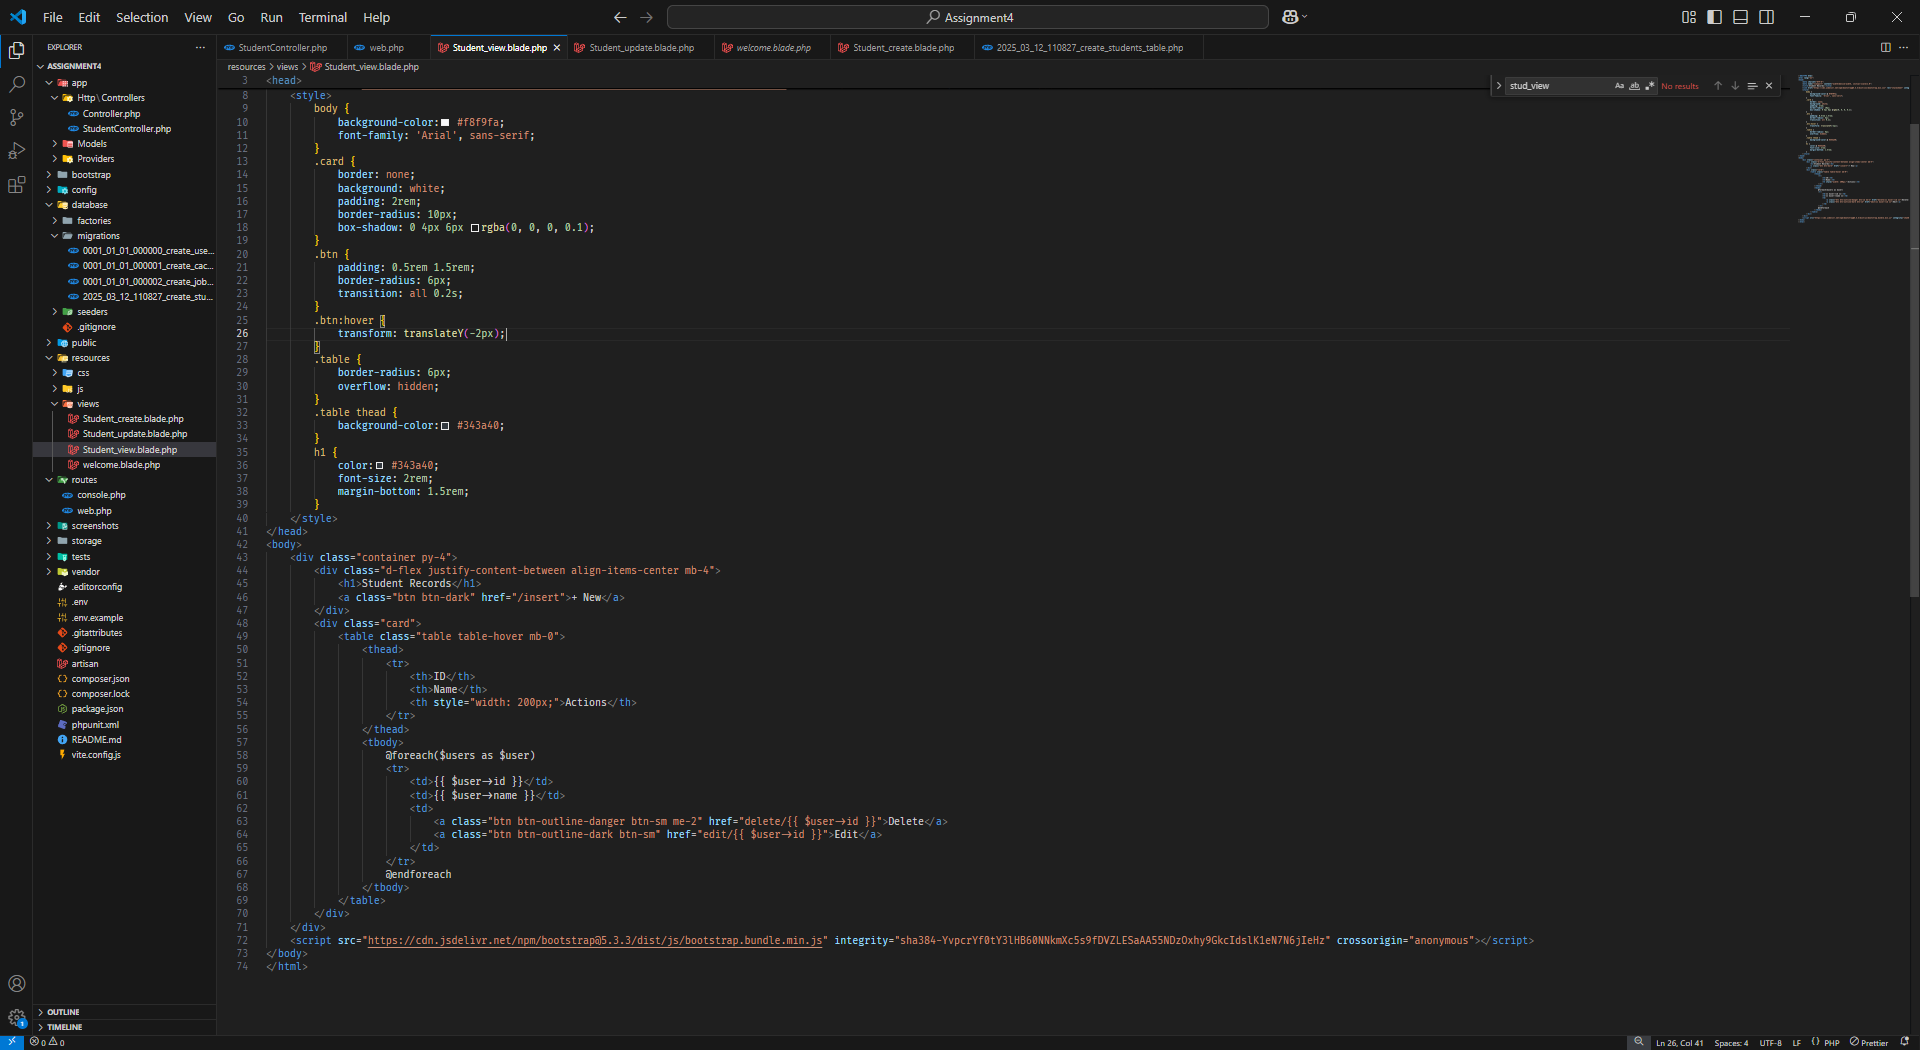 File Edit Selection View Go Run Terminal Help
Assignment4
EXPLORER
StudentController.php
web.php
Student_view.blade.php
Student_update.blade.php
welcome.blade.php
Student_create.blade.php
2025_03_12_110827_create_students_table.php
ASSIGNMENT4
app
Http\Controllers
Controller.php
StudentController.php
Models
Providers
bootstrap
config
database
factories
migrations
0001_01_01_000000_create_use...
0001_01_01_000001_create_cac...
0001_01_01_000002_create_job...
2025_03_12_110827_create_stu...
seeders
.gitignore
public
resources
css
js
views
Student_create.blade.php
Student_update.blade.php
Student_view.blade.php
welcome.blade.php
routes
console.php
web.php
screenshots
storage
tests
vendor
.editorconfig
.env
.env.example
.gitattributes
.gitignore
artisan
composer.json
composer.lock
package.json
phpunit.xml
README.md
vite.config.js
OUTLINE
TIMELINE
resources > views > Student_view.blade.php
stud_view Aa ab No results
3 <head>
8 <style>
9 body {
10 background-color: #f8f9fa;
11 font-family: 'Arial', sans-serif;
12 }
13 .card {
14 border: none;
15 background: white;
16 padding: 2rem;
17 border-radius: 10px;
18 box-shadow: 0 4px 6px rgba(0, 0, 0, 0.1);
19 }
20 .btn {
21 padding: 0.5rem 1.5rem;
22 border-radius: 6px;
23 transition: all 0.2s;
24 }
25 .btn:hover {
26 transform: translateY(-2px);
27 }
28 .table {
29 border-radius: 6px;
30 overflow: hidden;
31 }
32 .table thead {
33 background-color: #343a40;
34 }
35 h1 {
36 color: #343a40;
37 font-size: 2rem;
38 margin-bottom: 1.5rem;
39 }
40 </style>
41 </head>
42 <body>
43 <div class="container py-4">
44 <div class="d-flex justify-content-between align-items-center mb-4">
45 <h1>Student Records</h1>
46 <a class="btn btn-dark" href="/insert">+ New</a>
47 </div>
48 <div class="card">
49 <table class="table table-hover mb-0">
50 <thead>
51 <tr>
52 <th>ID</th>
53 <th>Name</th>
54 <th style="width: 200px;">Actions</th>
55 </tr>
56 </thead>
57 <tbody>
58 @foreach($users as $user)
59 <tr>
60 <td>{{ $user->id }}</td>
61 <td>{{ $user->name }}</td>
62 <td>
63 <a class="btn btn-outline-danger btn-sm me-2" href="delete/{{ $user->id }}">Delete</a>
64 <a class="btn btn-outline-dark btn-sm" href="edit/{{ $user->id }}">Edit</a>
65 </td>
66 </tr>
67 @endforeach
68 </tbody>
69 </table>
70 </div>
71 </div>
72 <script src="https://cdn.jsdelivr.net/npm/bootstrap@5.3.3/dist/js/bootstrap.bundle.min.js" integrity="sha384-YvpcrYf0tY3lHB60NNkmXc5s9fDVZLESaAA55NDzOxhy9GkcIdslK1eN7N6jIeHz" crossorigin="anonymous"></script>
73 </body>
74 </html>
0 0
Ln 26, Col 41 Spaces: 4 UTF-8 LF {} PHP Prettier